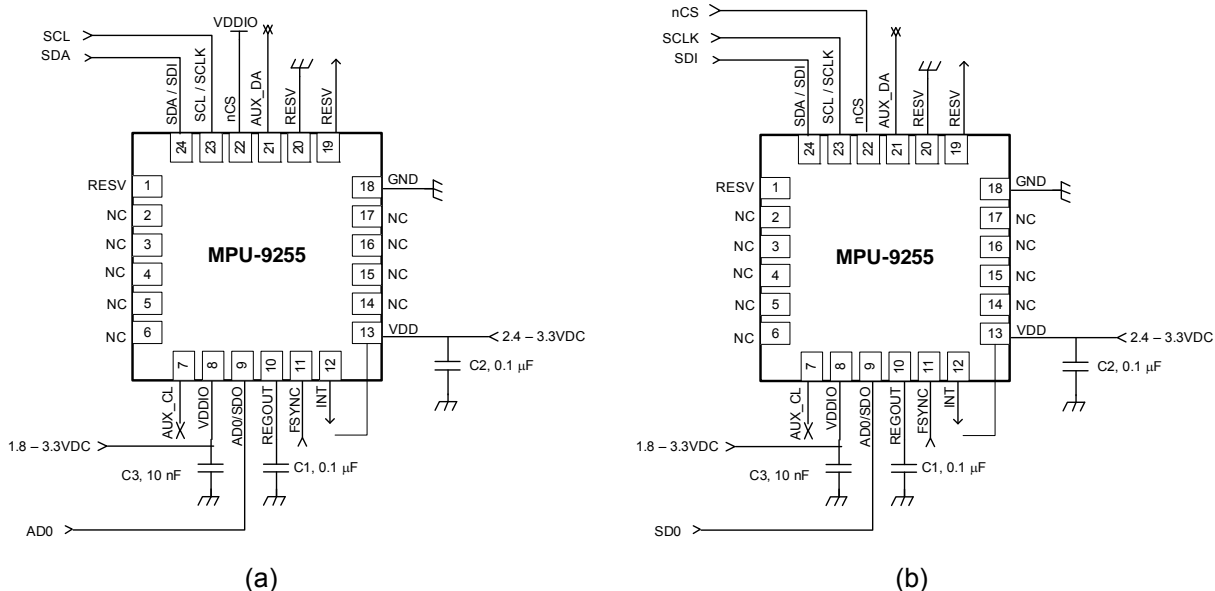 SCL
SDA
VDDIO
SDA / SDI
SCL / SCLK
nCS
AUX_DA
RESV
RESV
24
23
22
21
20
19
RESV
1
NC
2
NC
3
NC
4
NC
5
NC
6
MPU-9255
18
GND
17
NC
16
NC
15
NC
14
NC
13
VDD
2.4 – 3.3VDC
C2, 0.1 µF
7
8
9
10
11
12
AUX_CL
VDDIO
AD0/SDO
REGOUT
FSYNC
INT
1.8 – 3.3VDC
C3, 10 nF
C1, 0.1 µF
AD0
(a)
nCS
SCLK
SDI
SDA / SDI
SCL / SCLK
nCS
AUX_DA
RESV
RESV
24
23
22
21
20
19
RESV
1
NC
2
NC
3
NC
4
NC
5
NC
6
MPU-9255
18
GND
17
NC
16
NC
15
NC
14
NC
13
VDD
2.4 – 3.3VDC
C2, 0.1 µF
7
8
9
10
11
12
AUX_CL
VDDIO
AD0/SDO
REGOUT
FSYNC
INT
1.8 – 3.3VDC
C3, 10 nF
C1, 0.1 µF
SD0
(b)